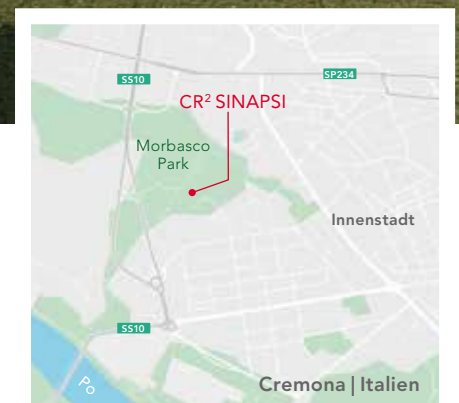 SS10
SP234
CR² SINAPSI
Morbasco
Park
Innenstadt
SS10
Po
Cremona | Italien